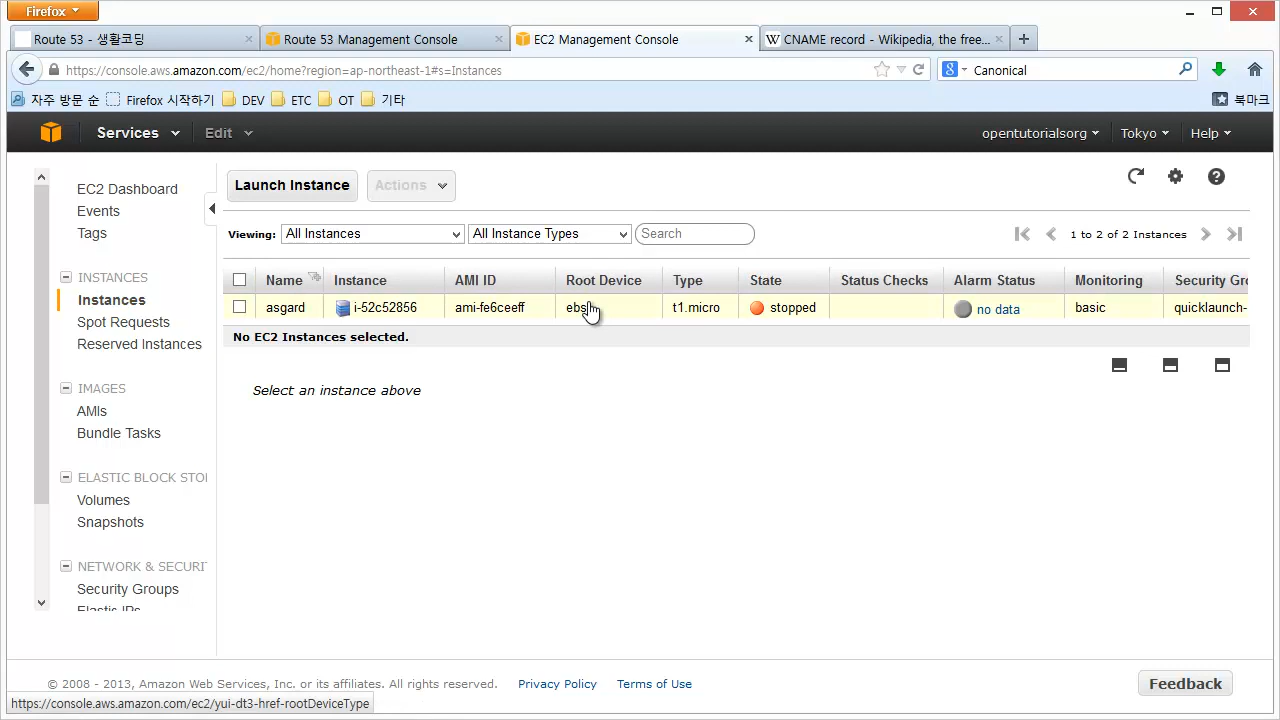 Firefox
Route 53 - 생활코딩
Route 53 Management Console
EC2 Management Console
CNAME record - Wikipedia, the free...
https://console.aws.amazon.com/ec2/home?region=ap-northeast-1#s=Instances
Canonical
자주 방문 순
Firefox 시작하기
DEV
ETC
OT
기타
북마크
Services
Edit
opentutorialsorg
Tokyo
Help
EC2 Dashboard
Events
Tags
INSTANCES
Instances
Spot Requests
Reserved Instances
IMAGES
AMIs
Bundle Tasks
ELASTIC BLOCK STO
Volumes
Snapshots
NETWORK & SECURI
Security Groups
Elastic IPs
Launch Instance
Actions
Viewing:
All Instances
All Instance Types
Search
1 to 2 of 2 Instances
Name
Instance
AMI ID
Root Device
Type
State
Status Checks
Alarm Status
Monitoring
Security Gro
asgard
i-52c52856
ami-fe6ceeff
ebs
t1.micro
stopped
no data
basic
quicklaunch-
No EC2 Instances selected.
Select an instance above
© 2008 - 2013, Amazon Web Services, Inc. or its affiliates. All rights reserved.
Privacy Policy
Terms of Use
Feedback
https://console.aws.amazon.com/ec2/yui-dt3-href-rootDeviceType